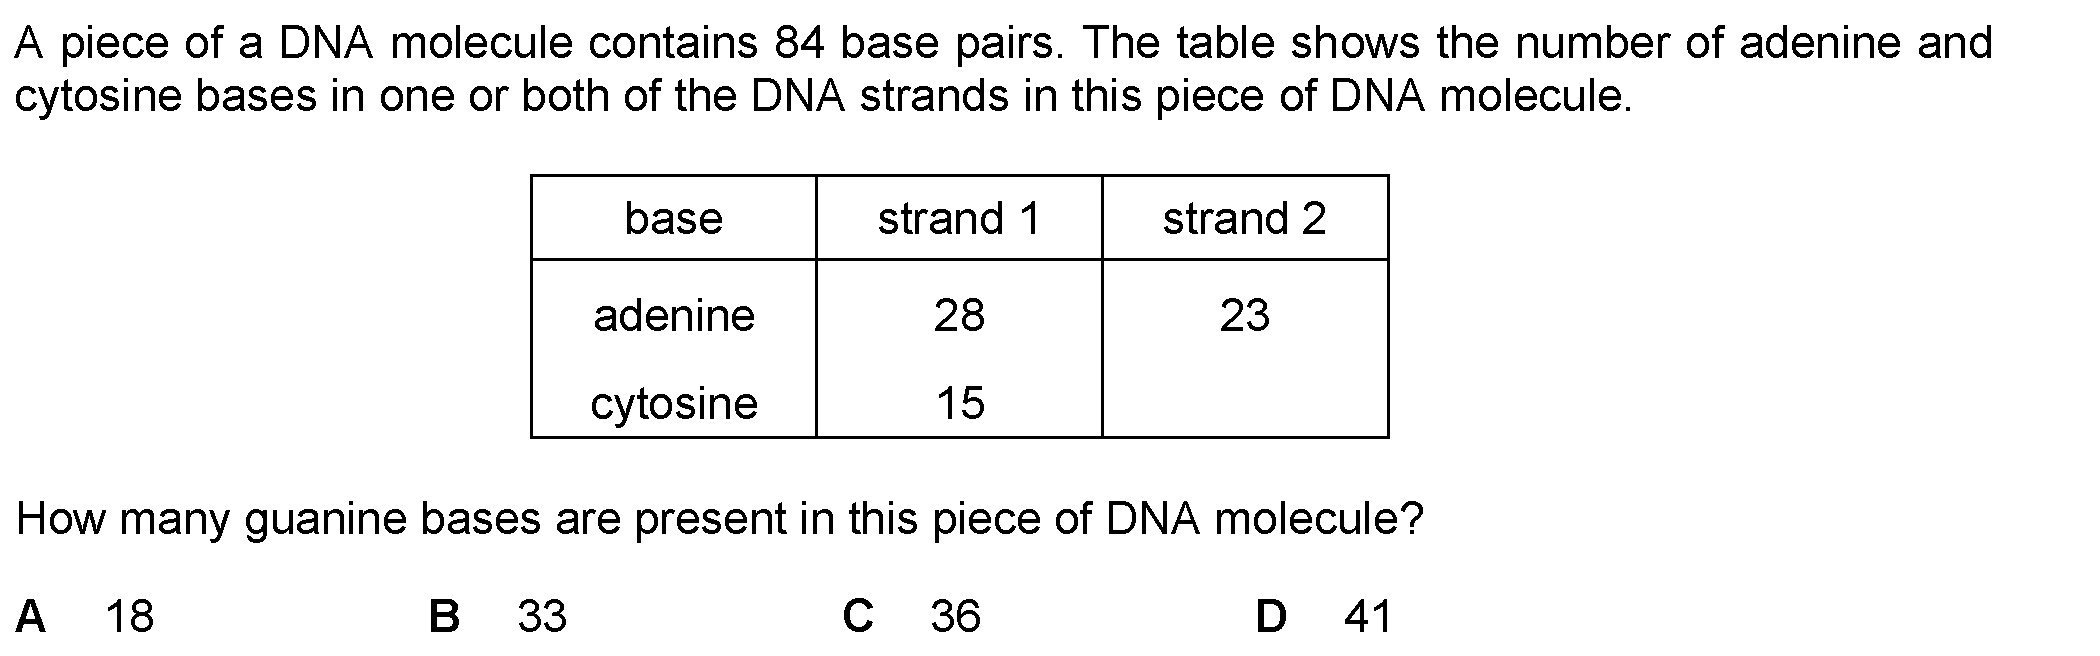 A piece of a DNA molecule contains 84 base pairs. The table shows the number of adenine and
cytosine bases in one or both of the DNA strands in this piece of DNA molecule.
base strand 1 strand 2
adenine 28 23
cytosine 15
How many guanine bases are present in this piece of DNA molecule?
A 18 B 33 C 36 D 41